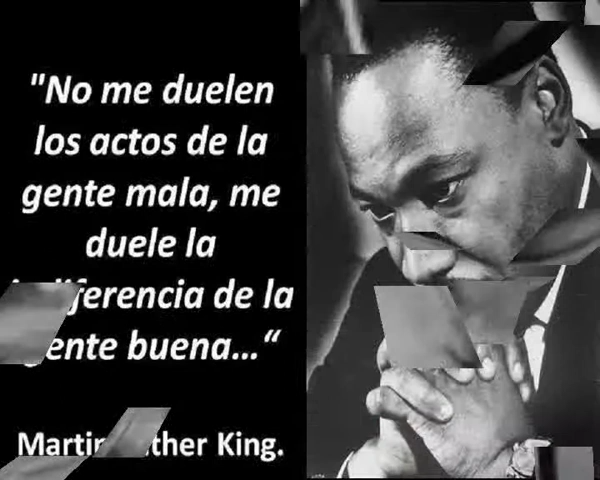 "No me duelen
los actos de la
gente mala, me
duele la
de la
buena...“
King.